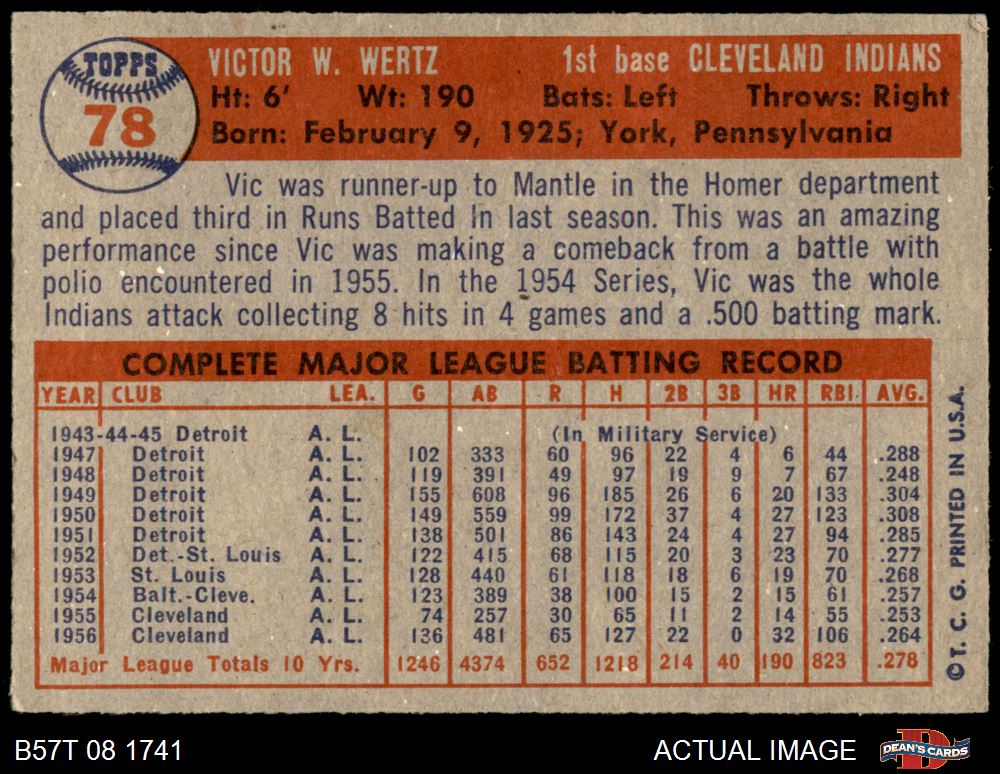 TOPPS
78
VICTOR W. WERTZ 1st base CLEVELAND INDIANS
Ht: 6' Wt: 190 Bats: Left Throws: Right
Born: February 9, 1925; York, Pennsylvania
Vic was runner-up to Mantle in the Homer department
and placed third in Runs Batted In last season. This was an amazing
performance since Vic was making a comeback from a battle with
polio encountered in 1955. In the 1954 Series, Vic was the whole
Indians attack collecting 8 hits in 4 games and a .500 batting mark.
COMPLETE MAJOR LEAGUE BATTING RECORD
YEAR CLUB LEA. G AB R H 2B 3B HR RBI AVG.
1943-44-45 Detroit A. L. (In Military Service)
1947 Detroit A. L. 102 333 60 96 22 4 6 44 .288
1948 Detroit A. L. 119 391 49 97 19 9 7 67 .248
1949 Detroit A. L. 155 608 96 185 26 6 20 133 .304
1950 Detroit A. L. 149 559 99 172 37 4 27 123 .308
1951 Detroit A. L. 138 501 86 143 24 4 27 94 .285
1952 Det.-St. Louis A. L. 122 415 68 115 20 3 23 70 .277
1953 St. Louis A. L. 128 440 61 118 18 6 19 70 .268
1954 Balt.-Cleve. A. L. 123 389 38 100 15 2 15 61 .257
1955 Cleveland A. L. 74 257 30 65 11 2 14 55 .253
1956 Cleveland A. L. 136 481 65 127 22 0 32 106 .264
Major League Totals 10 Yrs. 1246 4374 652 1218 214 40 190 823 .278
© T. C. G. PRINTED IN U.S.A.
B57T 08 1741 ACTUAL IMAGE DEAN'S CARDS